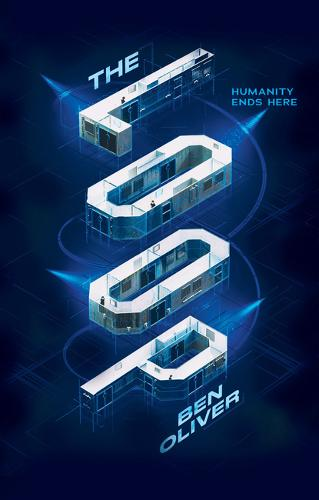 THE
HUMANITY
ENDS HERE
LOOP
BEN
OLIVER